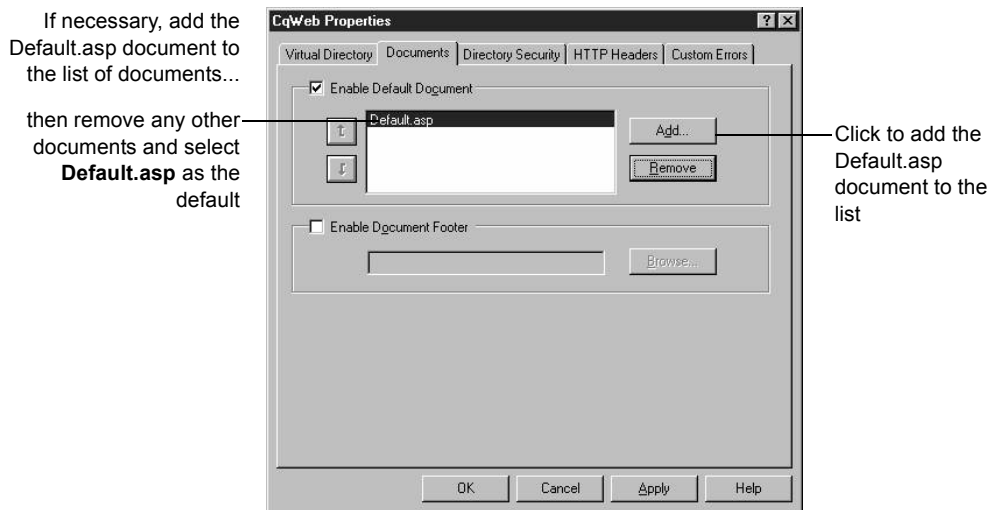 If necessary, add the
Default.asp document to
the list of documents...
then remove any other
documents and select
Default.asp as the
default
CqWeb Properties
Virtual Directory
Documents
Directory Security
HTTP Headers
Custom Errors
Enable Default Document
Default.asp
Add...
Remove
Enable Document Footer
Browse...
OK
Cancel
Apply
Help
Click to add the
Default.asp
document to the
list